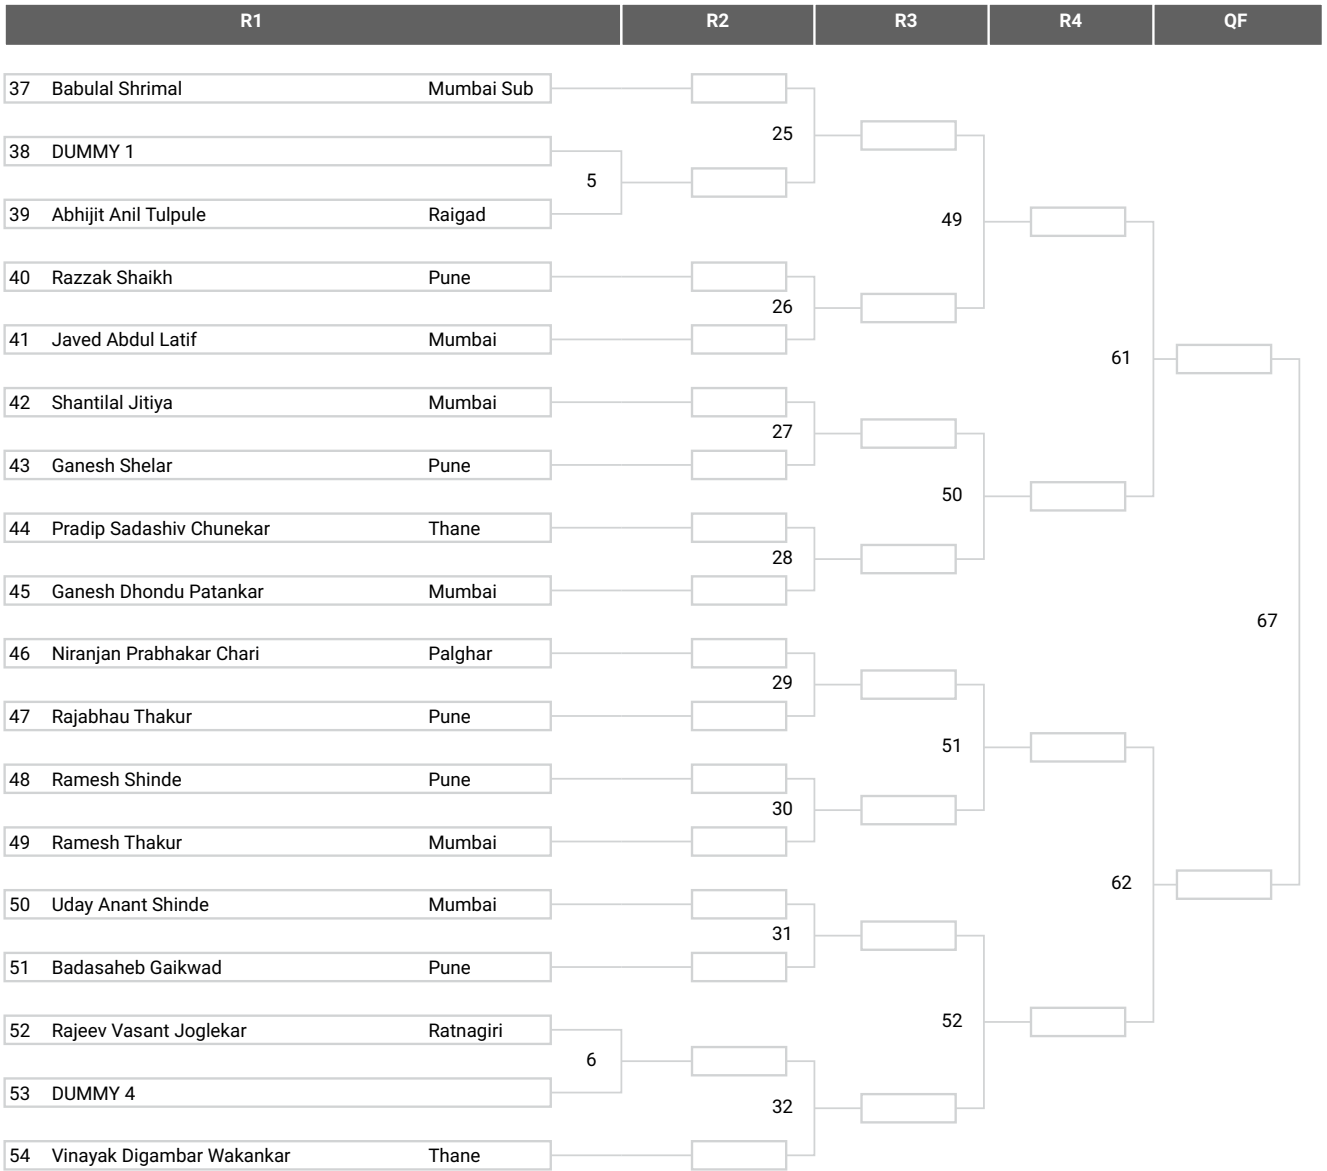 R1 R2 R3 R4 QF
37 Babulal Shrimal Mumbai Sub
25
38 DUMMY 1
5
39 Abhijit Anil Tulpule Raigad
49
40 Razzak Shaikh Pune
26
41 Javed Abdul Latif Mumbai
61
42 Shantilal Jitiya Mumbai
27
43 Ganesh Shelar Pune
50
44 Pradip Sadashiv Chunekar Thane
28
45 Ganesh Dhondu Patankar Mumbai
67
46 Niranjan Prabhakar Chari Palghar
29
47 Rajabhau Thakur Pune
51
48 Ramesh Shinde Pune
30
49 Ramesh Thakur Mumbai
62
50 Uday Anant Shinde Mumbai
31
51 Badasaheb Gaikwad Pune
52
52 Rajeev Vasant Joglekar Ratnagiri
6
53 DUMMY 4
32
54 Vinayak Digambar Wakankar Thane